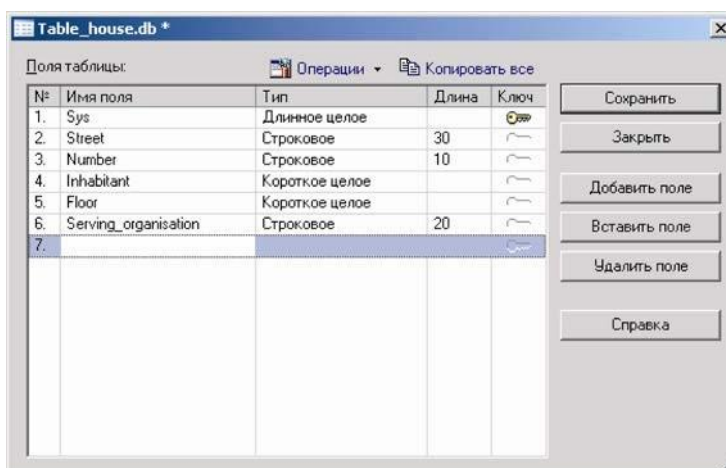 Table_house.db *
Поля таблицы: Операции Копировать все
№ Имя поля Тип Длина Ключ
1. Sys Длинное целое
2. Street Строковое 30
3. Number Строковое 10
4. Inhabitant Короткое целое
5. Floor Короткое целое
6. Serving_organisation Строковое 20
7.
Сохранить
Закрыть
Добавить поле
Вставить поле
Удалить поле
Справка